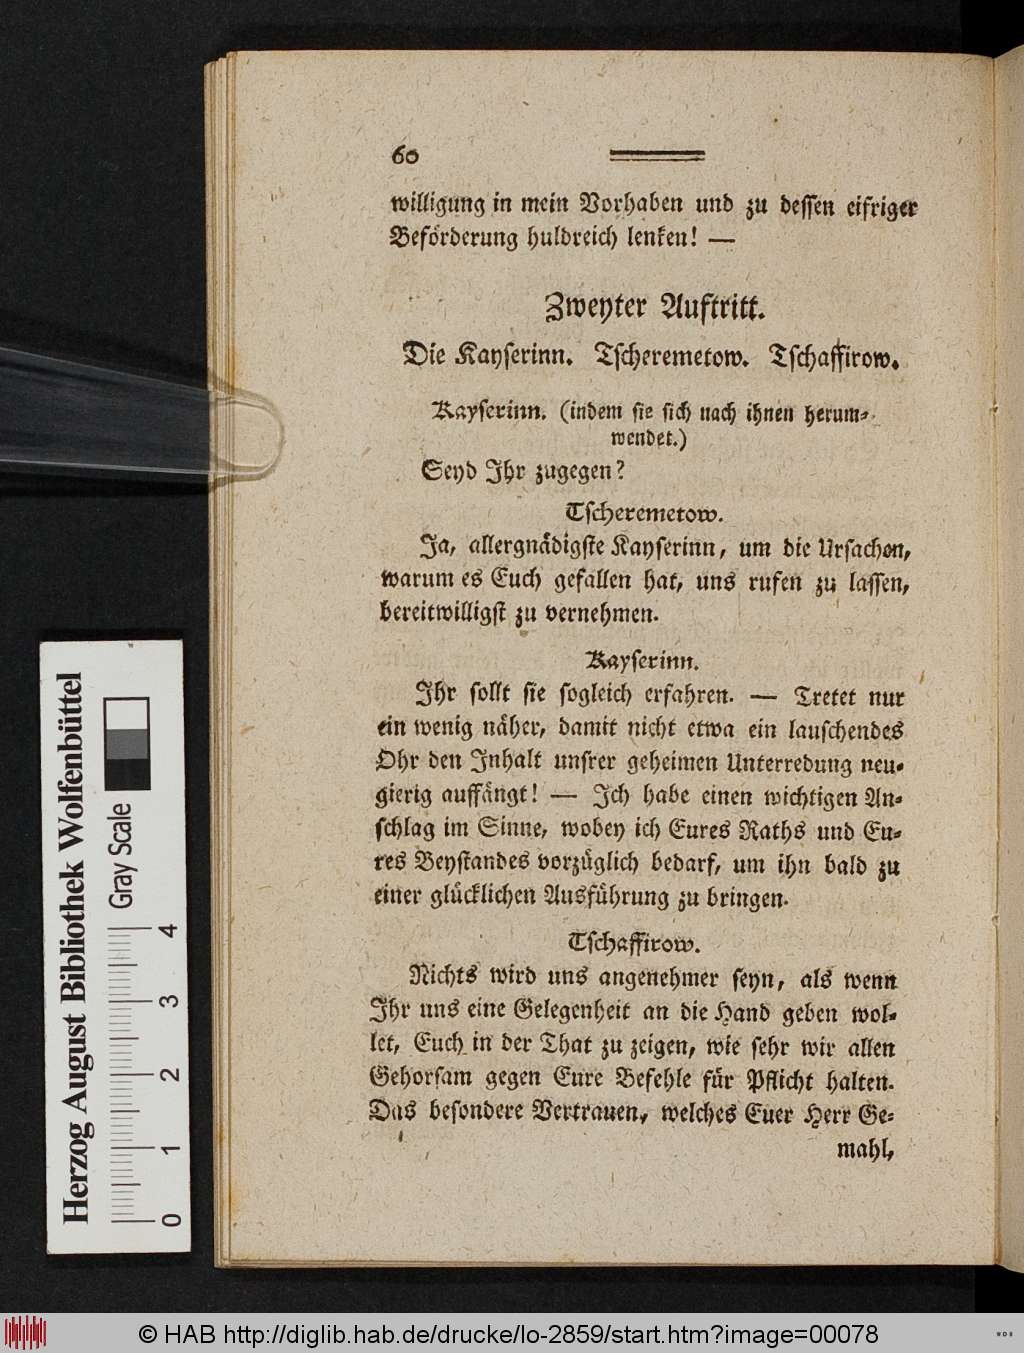 60
willigung in mein Vorhaben und zu dessen eifriger
Beförderung huldreich lenken! —
Zweyter Auftritt.
Die Kayserinn. Tscheremetow. Tschaffirow.
Kayserinn. (indem sie sich nach ihnen herum-
wendet.)
Seyd Ihr zugegen?
Tscheremetow.
Ja, allergnädigste Kayserinn, um die Ursachen,
warum es Euch gefallen hat, uns rufen zu lassen,
bereitwilligst zu vernehmen.
Kayserinn.
Ihr sollt sie sogleich erfahren. — Tretet nur
ein wenig näher, damit nicht etwa ein lauschendes
Ohr den Inhalt unsrer geheimen Unterredung neu-
gierig auffängt! — Ich habe einen wichtigen An-
schlag im Sinne, wobey ich Eures Raths und Eu-
res Beystandes vorzüglich bedarf, um ihn bald zu
einer glücklichen Ausführung zu bringen.
Tschaffirow.
Nichts wird uns angenehmer seyn, als wenn
Ihr uns eine Gelegenheit an die Hand geben wol-
let, Euch in der That zu zeigen, wie sehr wir allen
Gehorsam gegen Eure Befehle für Pflicht halten.
Das besondere Vertrauen, welches Euer Herr Ge-
mahl,
Herzog August Bibliothek Wolfenbüttel
Gray Scale
0 1 2 3 4
© HAB http://diglib.hab.de/drucke/lo-2859/start.htm?image=00078